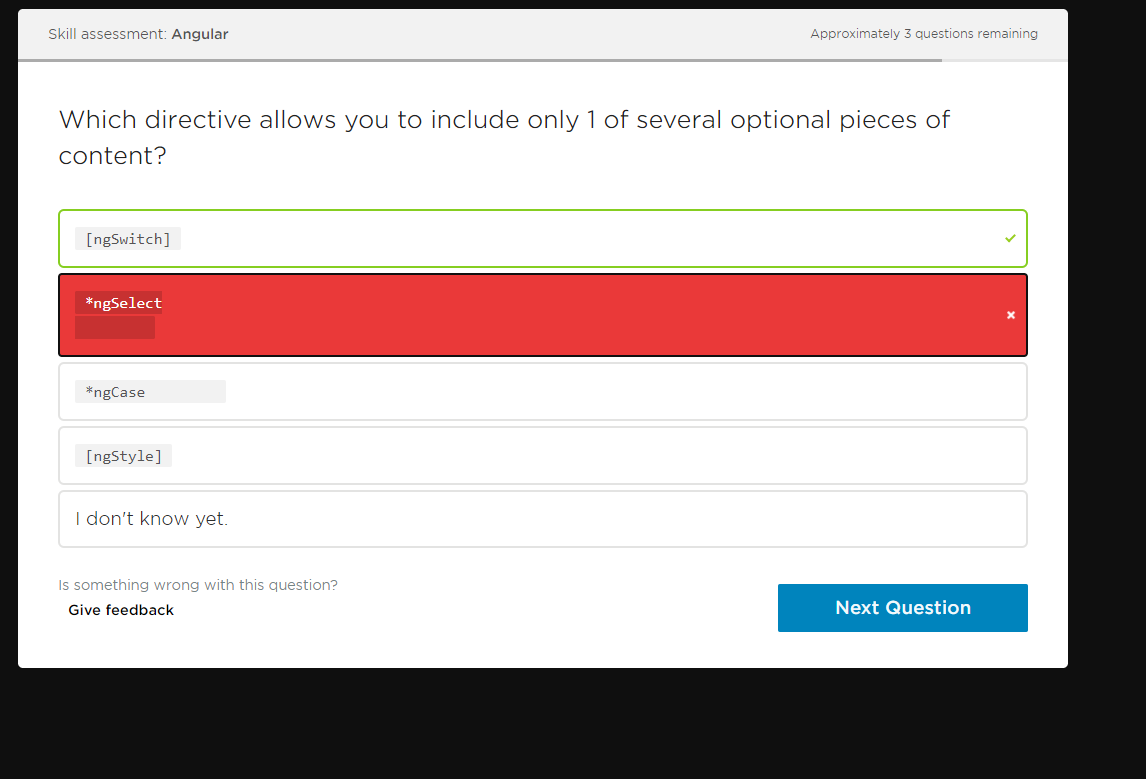 Skill assessment: Angular
Approximately 3 questions remaining
Which directive allows you to include only 1 of several optional pieces of
content?
[ngSwitch]
*ngSelect
*ngCase
[ngStyle]
I don't know yet.
Is something wrong with this question?
Give feedback
Next Question